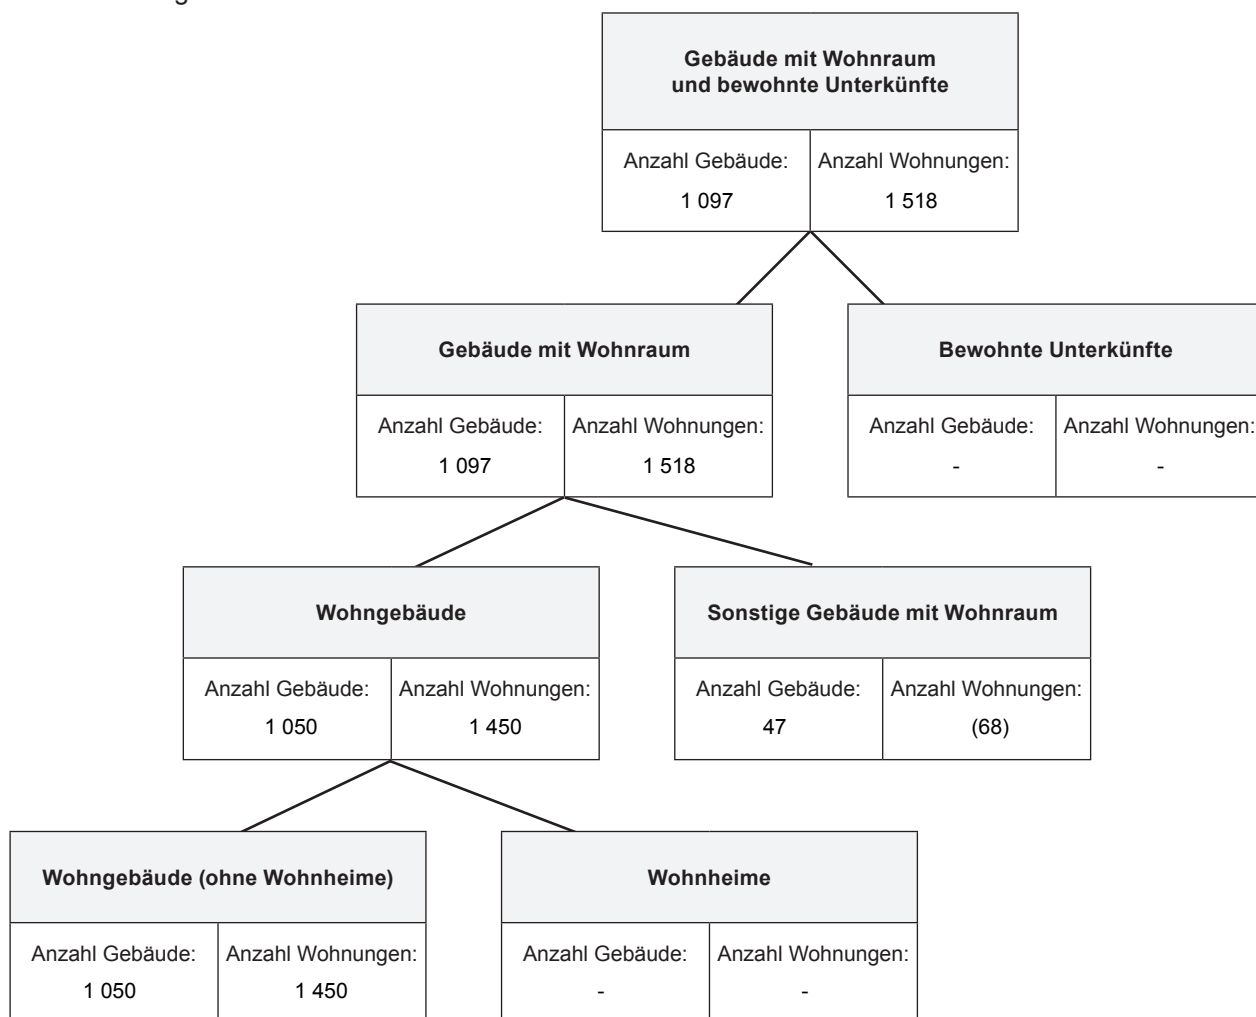 Gebäude mit Wohnraum
und bewohnte Unterkünfte
Anzahl Gebäude: Anzahl Wohnungen:
1 097 1 518
Gebäude mit Wohnraum Bewohnte Unterkünfte
Anzahl Gebäude: Anzahl Wohnungen: Anzahl Gebäude: Anzahl Wohnungen:
1 097 1 518 - -
Wohngebäude Sonstige Gebäude mit Wohnraum
Anzahl Gebäude: Anzahl Wohnungen: Anzahl Gebäude: Anzahl Wohnungen:
1 050 1 450 47 (68)
Wohngebäude (ohne Wohnheime) Wohnheime
Anzahl Gebäude: Anzahl Wohnungen: Anzahl Gebäude: Anzahl Wohnungen:
1 050 1 450 - -